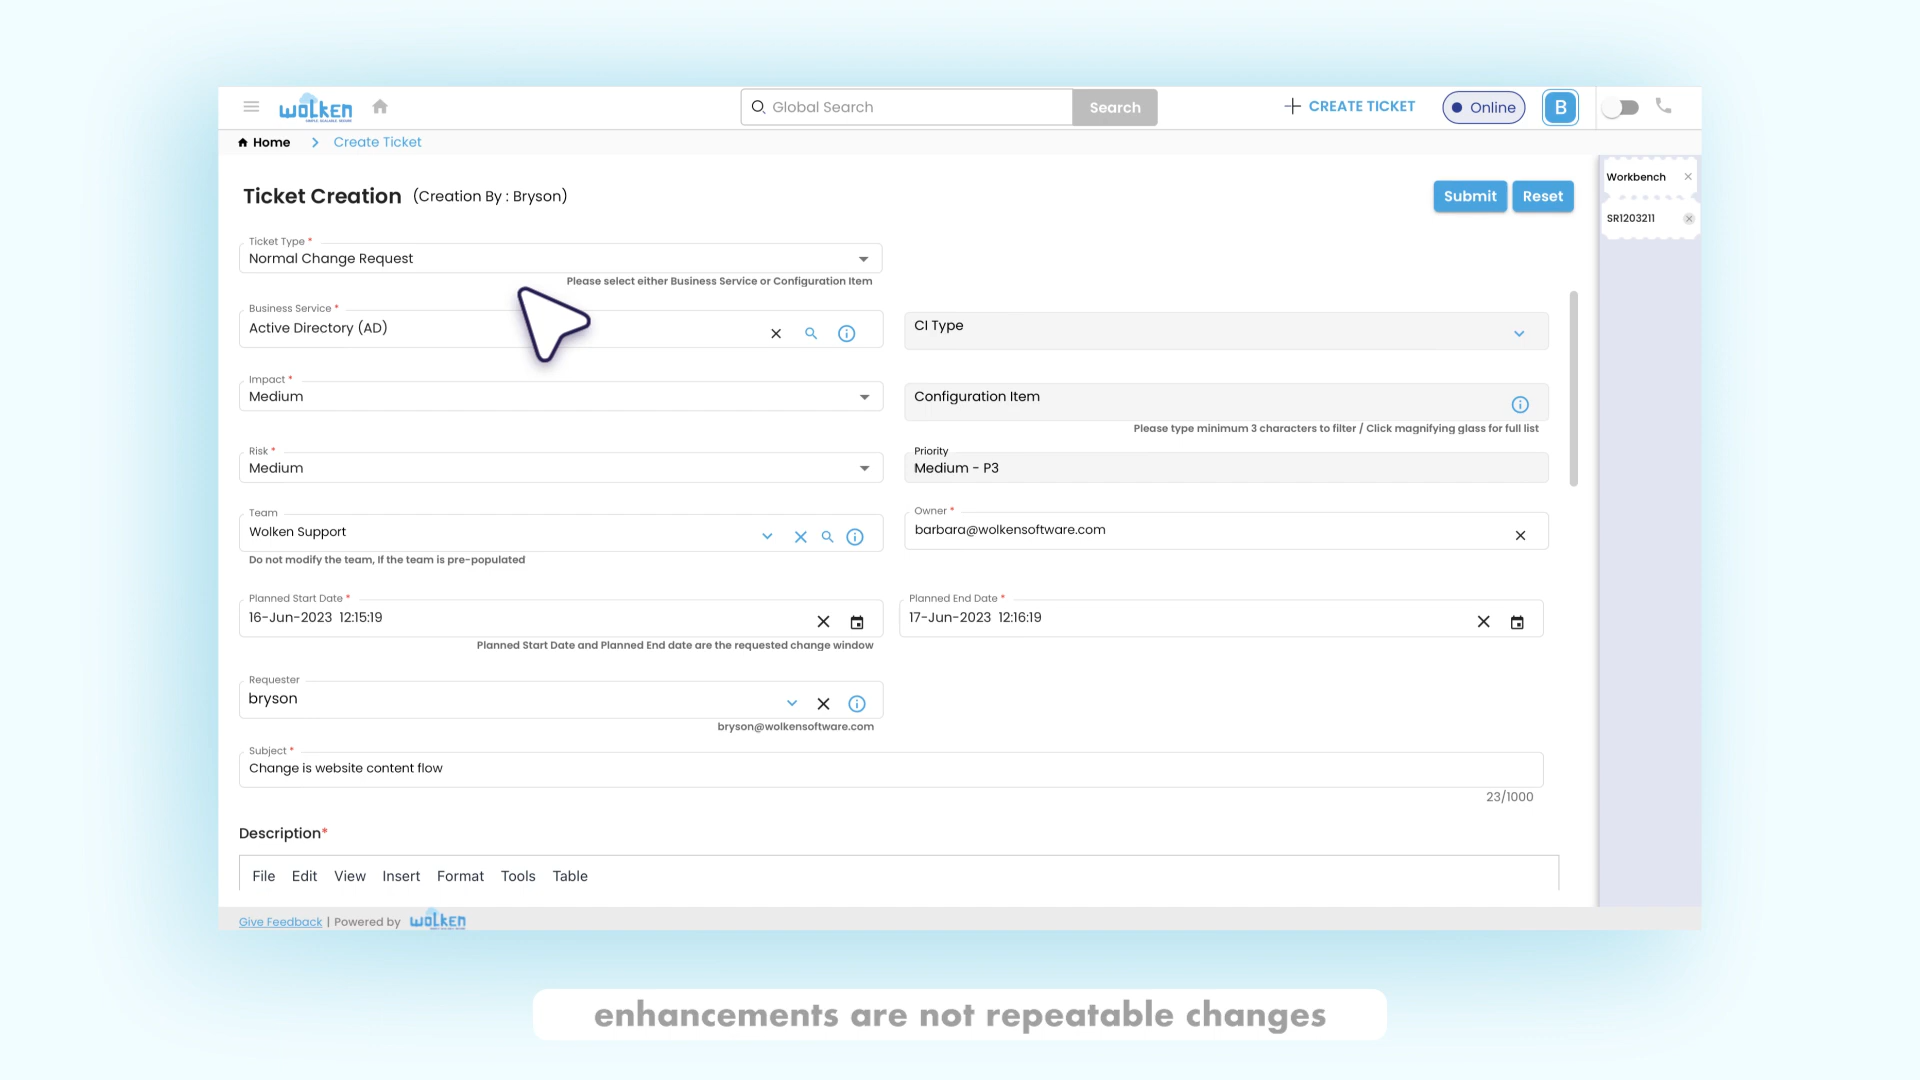 wolken
Global Search
Search
CREATE TICKET
Online
B
Home
Create Ticket
Workbench
SR1203211
Ticket Creation (Creation By : Bryson)
Submit
Reset
Ticket Type *
Normal Change Request
Please select either Business Service or Configuration Item
Business Service *
Active Directory (AD)
CI Type
Impact *
Medium
Configuration Item
Please type minimum 3 characters to filter / Click magnifying glass for full list
Risk *
Medium
Priority
Medium - P3
Team
Wolken Support
Do not modify the team, If the team is pre-populated
Owner *
barbara@wolkensoftware.com
Planned Start Date *
16-Jun-2023 12:15:19
Planned Start Date and Planned End date are the requested change window
Planned End Date *
17-Jun-2023 12:16:19
Requester
bryson
bryson@wolkensoftware.com
Subject *
Change is website content flow
23/1000
Description*
File Edit View Insert Format Tools Table
Give Feedback | Powered by wolken
enhancements are not repeatable changes